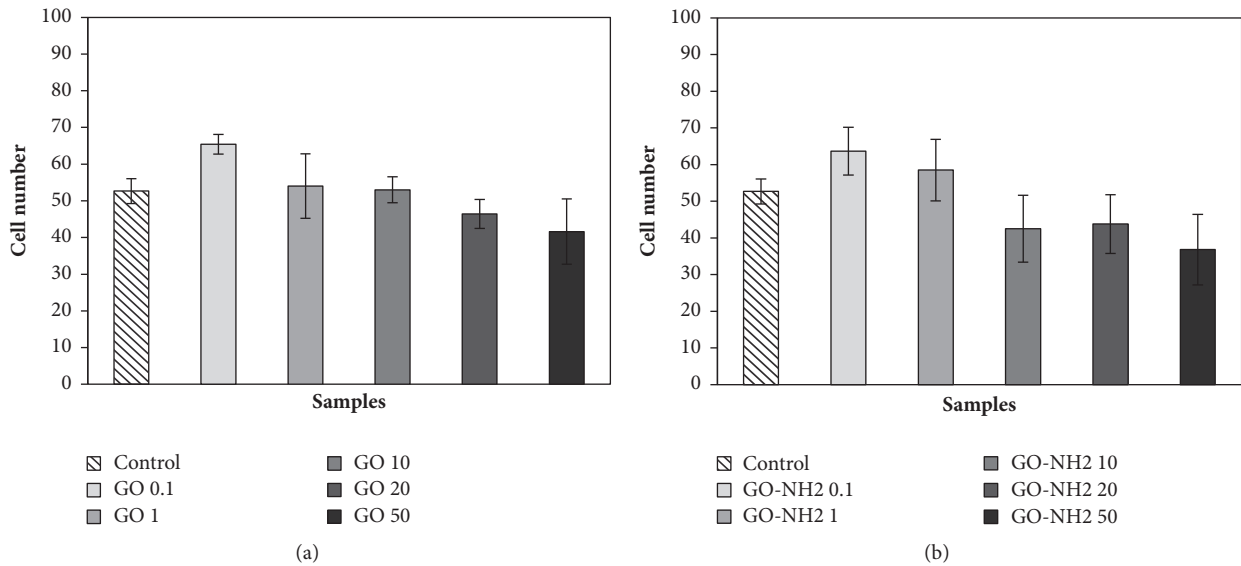 100
90
80
70
60
50
40
30
20
10
0
Cell number
Samples
Control
GO 0.1
GO 1
GO 10
GO 20
GO 50
(a)
100
90
80
70
60
50
40
30
20
10
0
Cell number
Samples
Control
GO-NH2 0.1
GO-NH2 1
GO-NH2 10
GO-NH2 20
GO-NH2 50
(b)